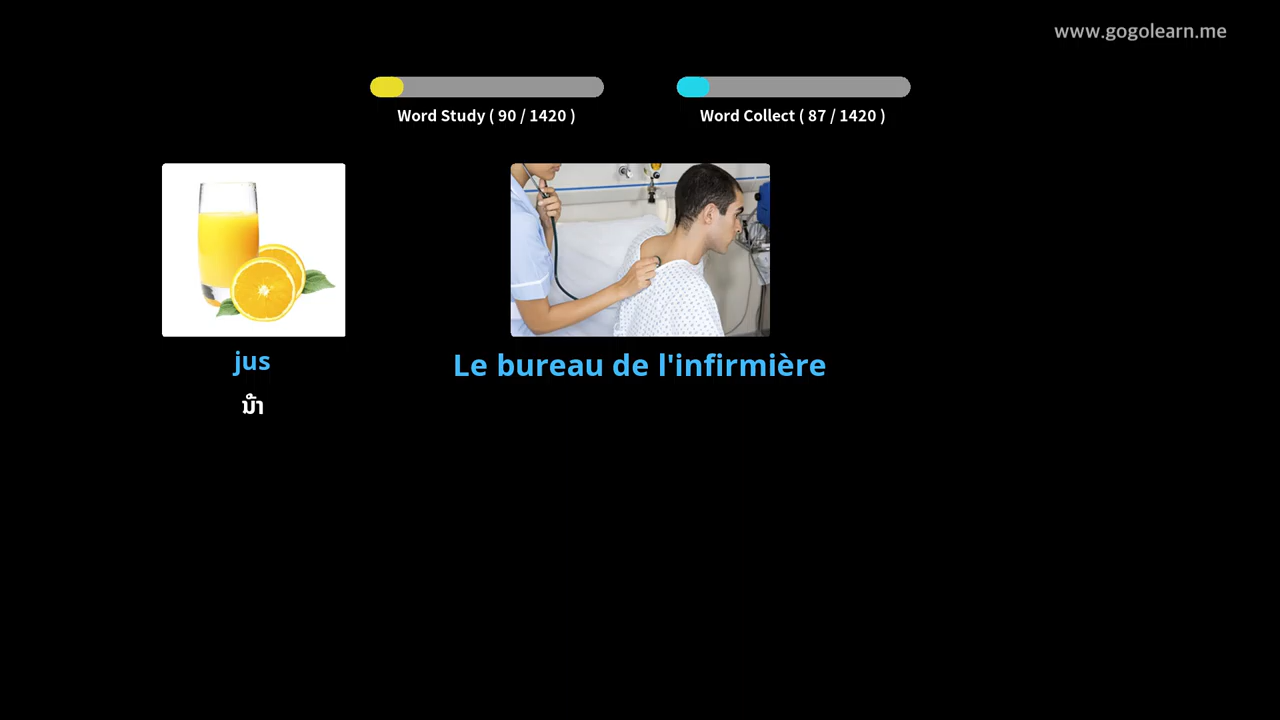 www.gogolearn.me
Word Study ( 90 / 1420 )
Word Collect ( 87 / 1420 )
jus
ນ້ຳ
Le bureau de l'infirmière